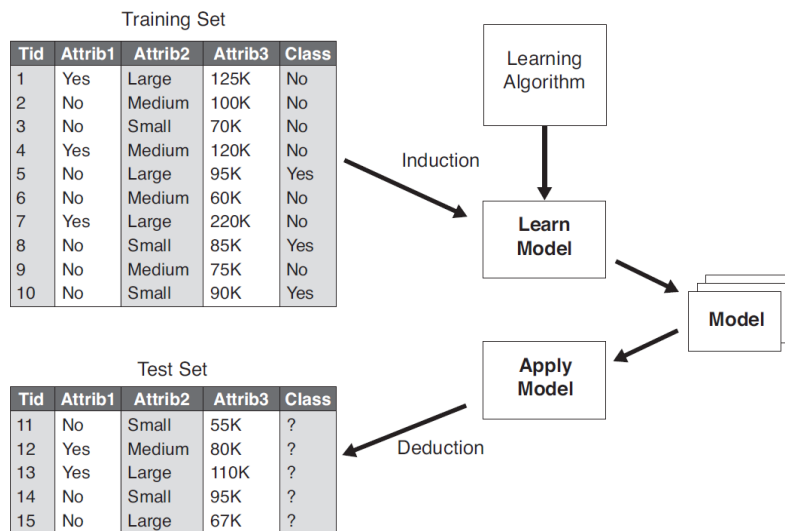 Training Set
Tid Attrib1 Attrib2 Attrib3 Class
1 Yes Large 125K No
2 No Medium 100K No
3 No Small 70K No
4 Yes Medium 120K No
5 No Large 95K Yes
6 No Medium 60K No
7 Yes Large 220K No
8 No Small 85K Yes
9 No Medium 75K No
10 No Small 90K Yes
Learning
Algorithm
Induction
Learn
Model
Model
Apply
Model
Deduction
Test Set
Tid Attrib1 Attrib2 Attrib3 Class
11 No Small 55K ?
12 Yes Medium 80K ?
13 Yes Large 110K ?
14 No Small 95K ?
15 No Large 67K ?